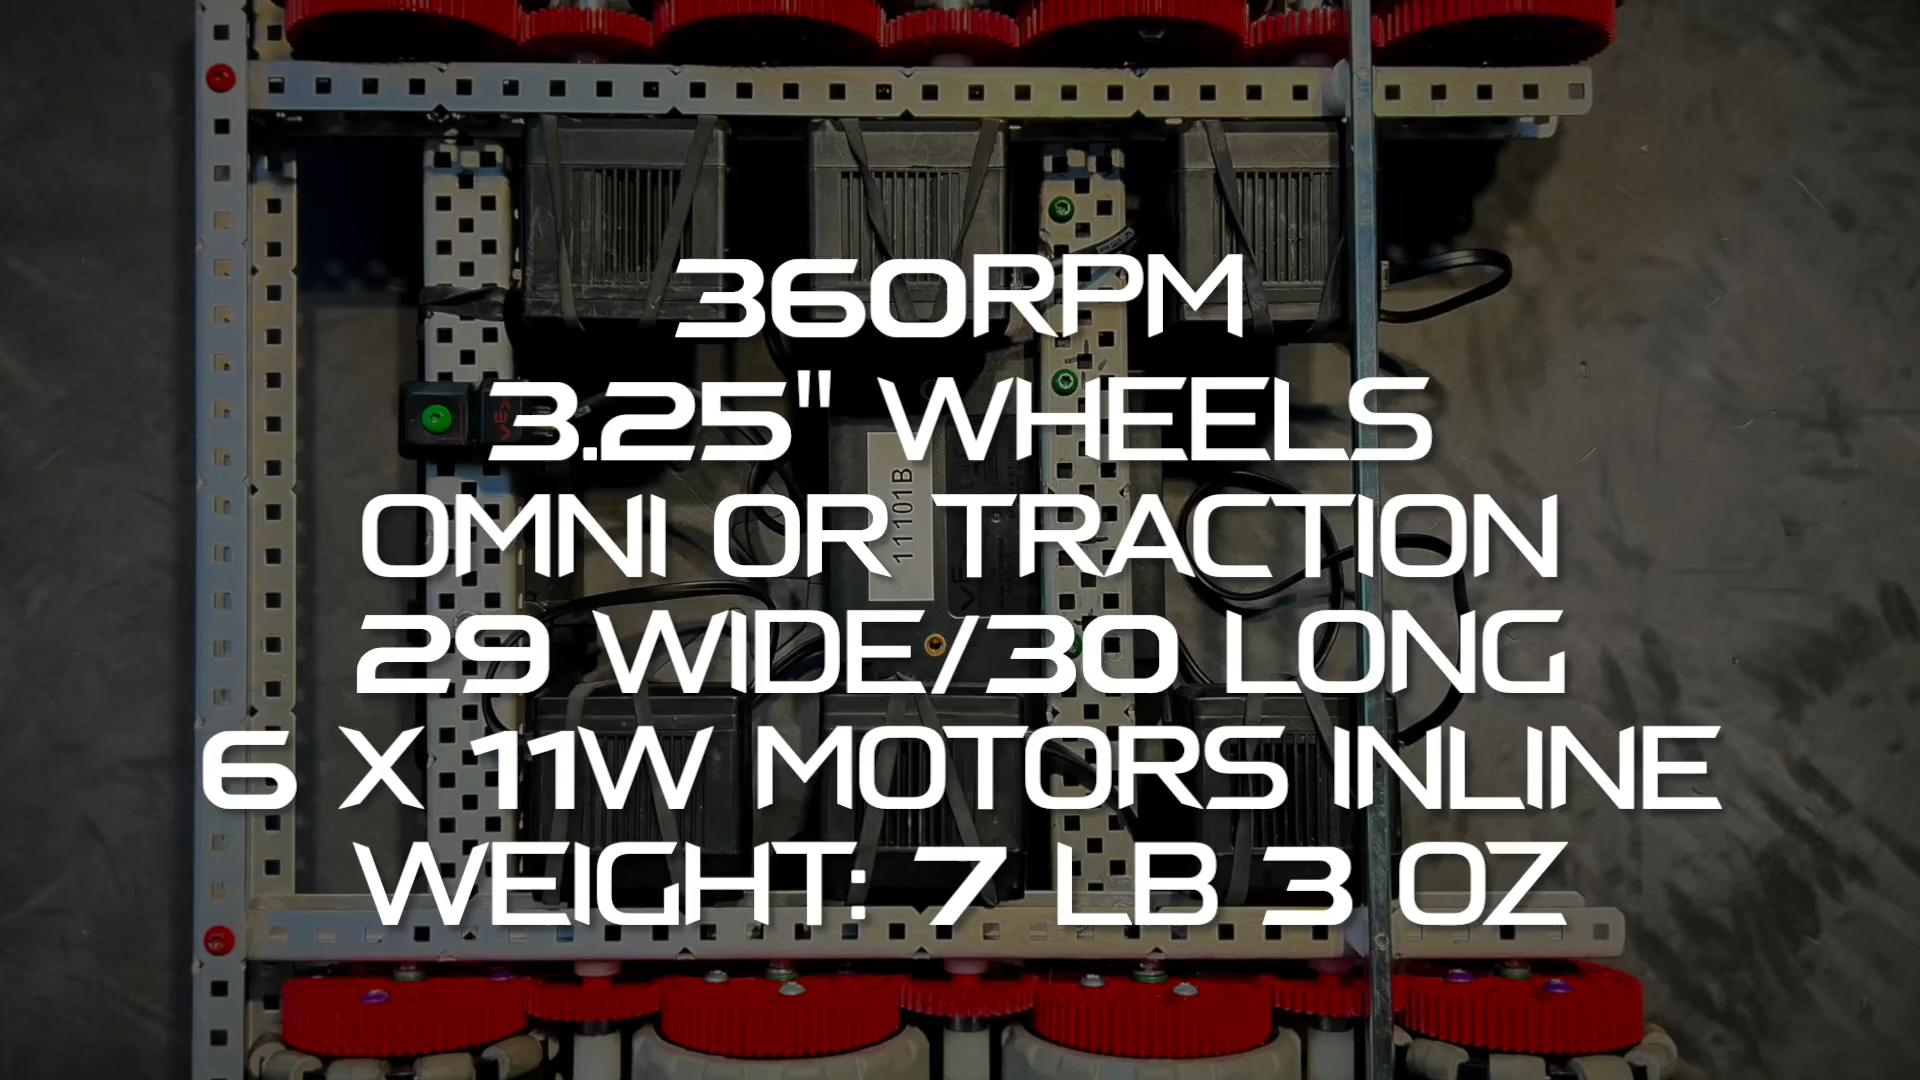 360RPM
3.25" WHEELS
OMNI OR TRACTION
11101B
29 WIDE/30 LONG
6 X 11W MOTORS INLINE
WEIGHT: 7 LB 3 OZ